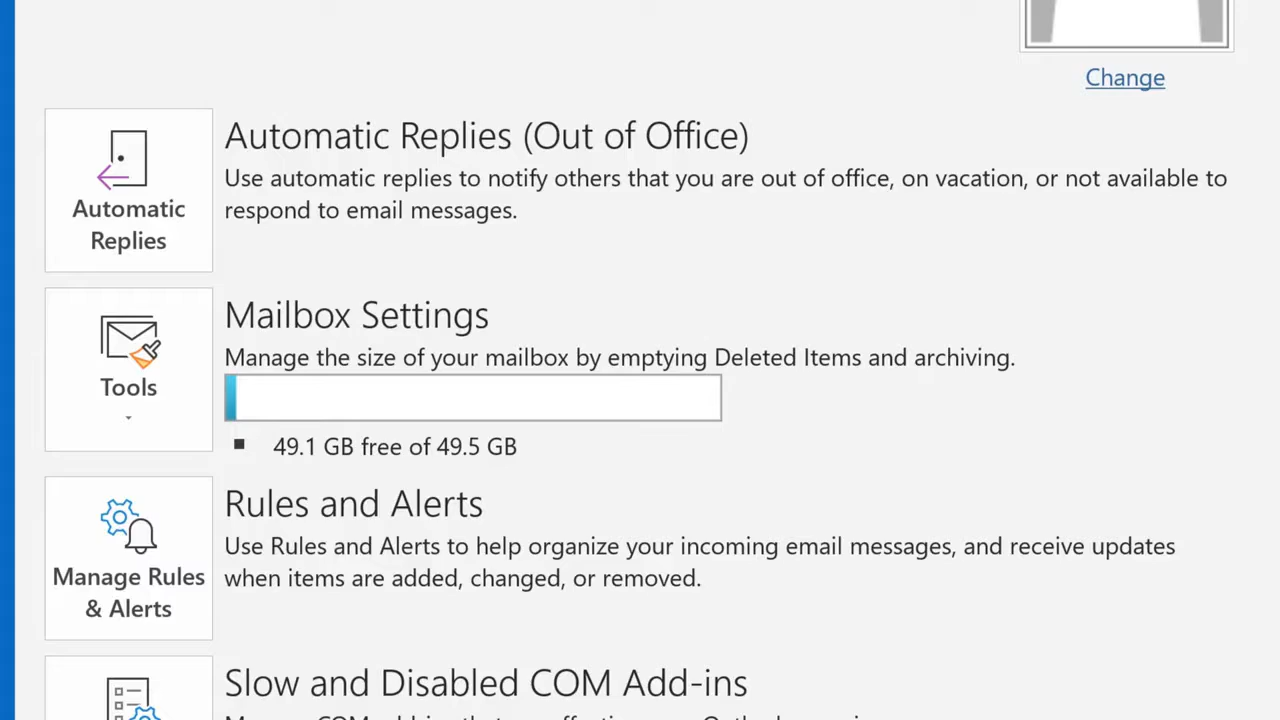 Change
Automatic Replies (Out of Office)
Use automatic replies to notify others that you are out of office, on vacation, or not available to
respond to email messages.
Automatic
Replies
Mailbox Settings
Manage the size of your mailbox by emptying Deleted Items and archiving.
Tools
49.1 GB free of 49.5 GB
Rules and Alerts
Use Rules and Alerts to help organize your incoming email messages, and receive updates
when items are added, changed, or removed.
Manage Rules
& Alerts
Slow and Disabled COM Add-ins